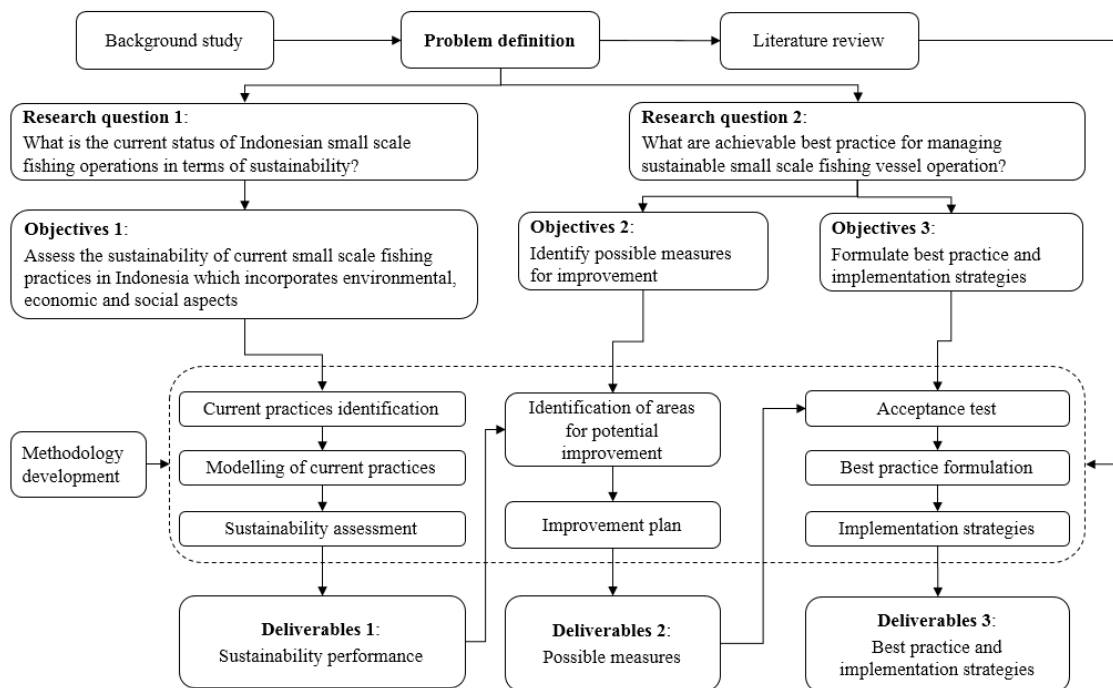 Background study
Problem definition
Literature review
Research question 1:
What is the current status of Indonesian small scale
fishing operations in terms of sustainability?
Research question 2:
What are achievable best practice for managing
sustainable small scale fishing vessel operation?
Objectives 1:
Assess the sustainability of current small scale fishing
practices in Indonesia which incorporates environmental,
economic and social aspects
Objectives 2:
Identify possible measures
for improvement
Objectives 3:
Formulate best practice and
implementation strategies
Methodology
development
Current practices identification
Modelling of current practices
Sustainability assessment
Identification of areas
for potential
improvement
Improvement plan
Acceptance test
Best practice formulation
Implementation strategies
Deliverables 1:
Sustainability performance
Deliverables 2:
Possible measures
Deliverables 3:
Best practice and
implementation strategies